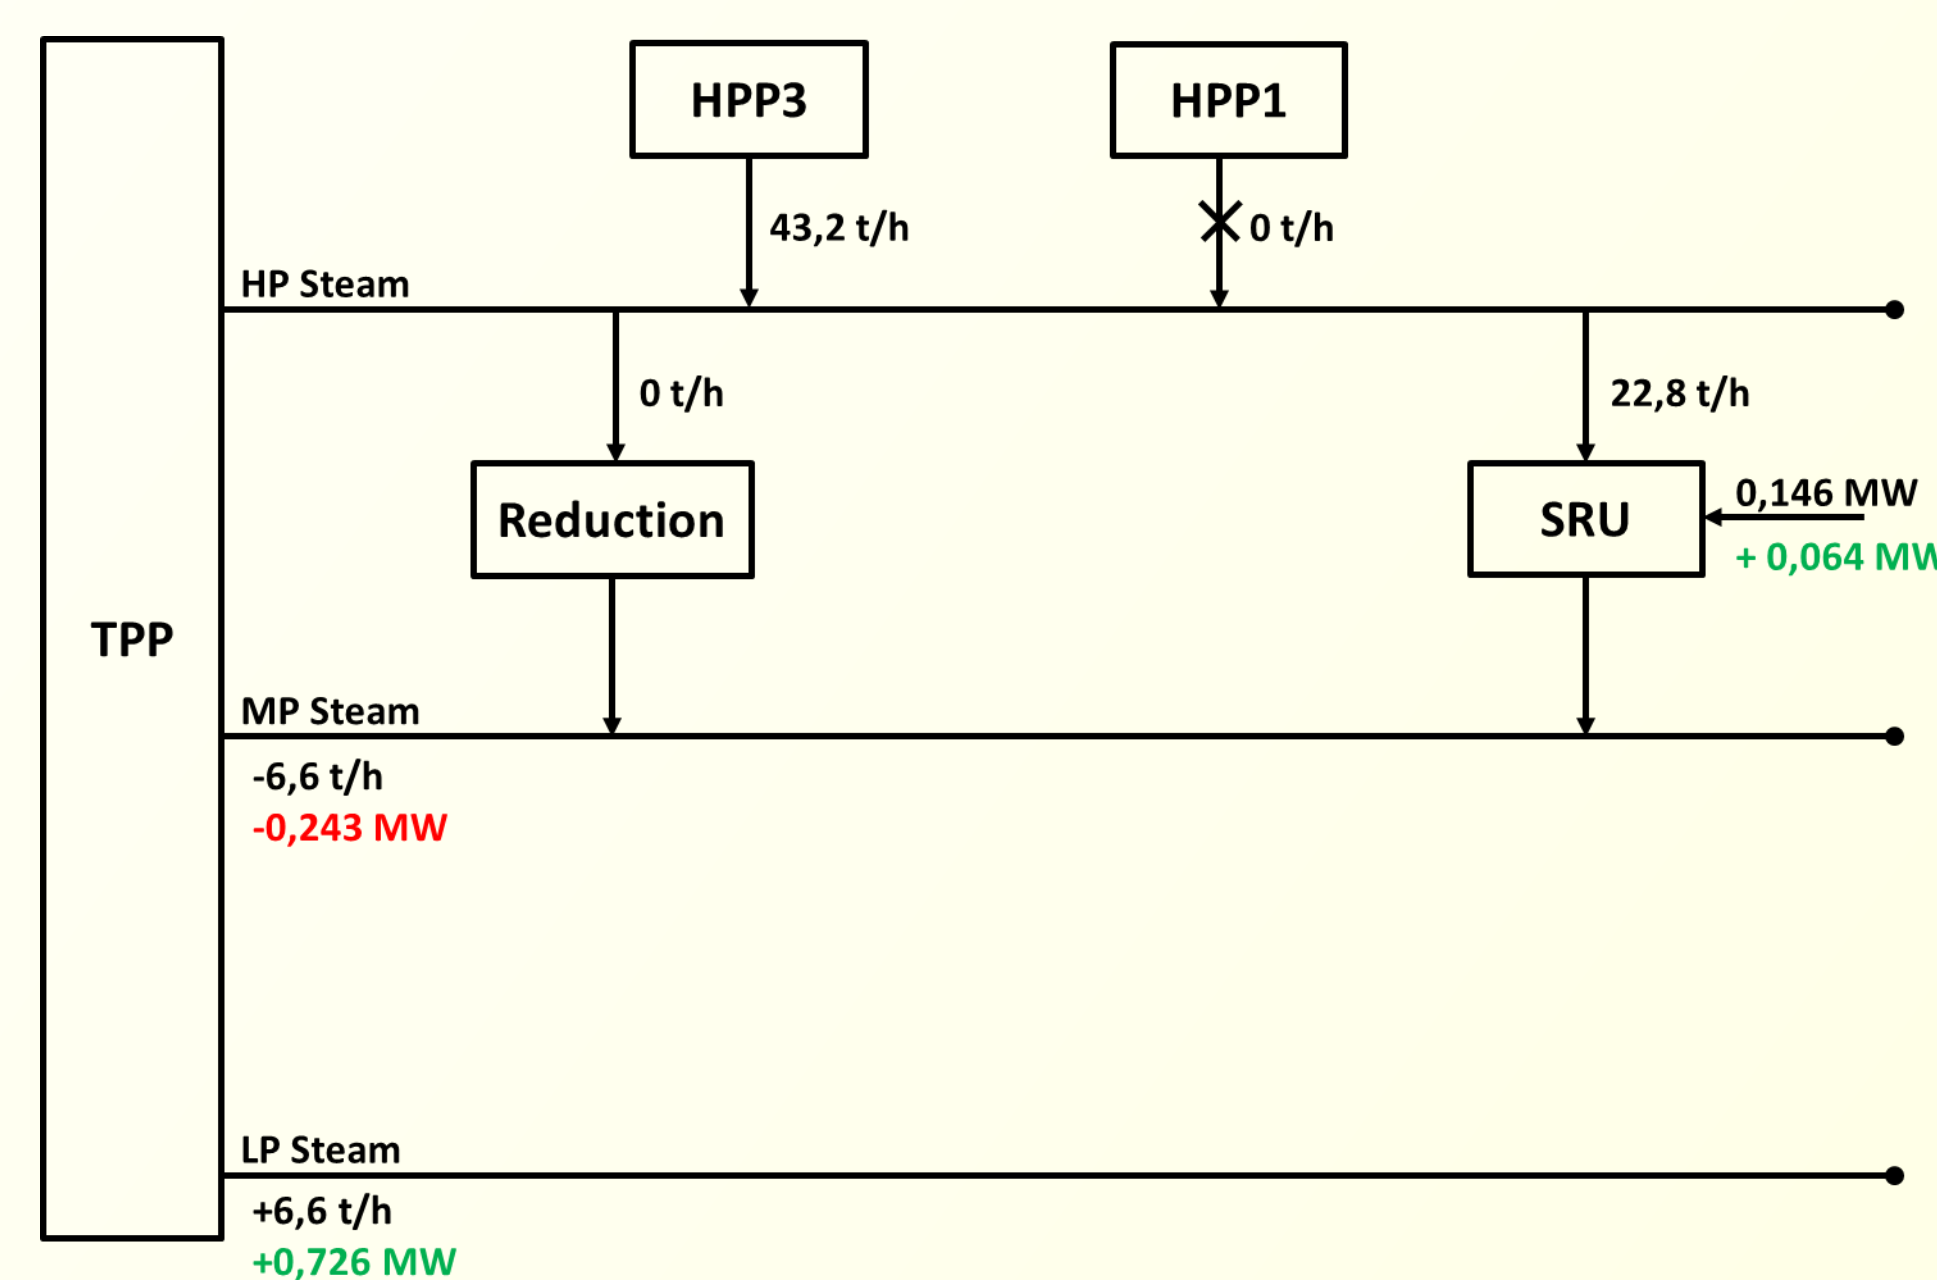 HPP3
HPP1
43,2 t/h
0 t/h
HP Steam
0 t/h
22,8 t/h
Reduction
SRU
0,146 MW
+ 0,064 MW
TPP
MP Steam
-6,6 t/h
-0,243 MW
LP Steam
+6,6 t/h
+0,726 MW